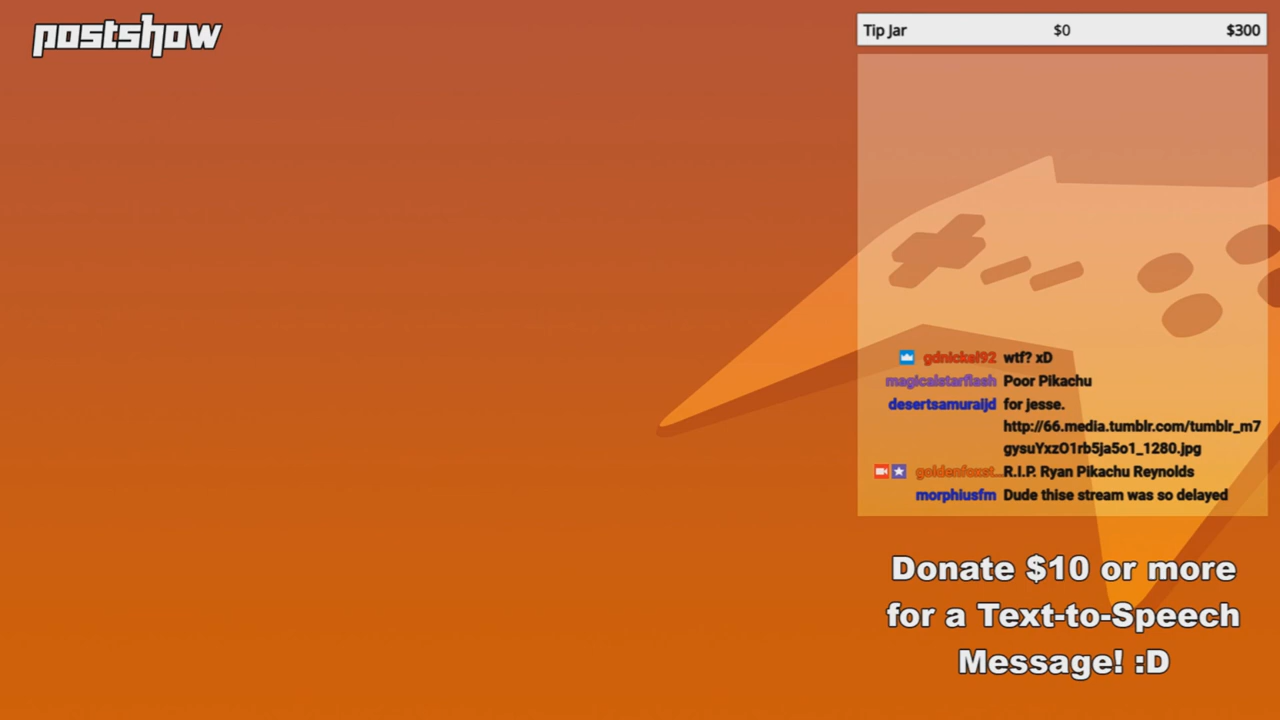 postshow
Tip Jar $0 $300
gdnickel92 wtf? xD
magicalstarflash Poor Pikachu
desertsamuraijd for jesse.
http://66.media.tumblr.com/tumblr_m7
gysuYxzO1rb5ja5o1_1280.jpg
goldenfoxst... R.I.P. Ryan Pikachu Reynolds
morphiusfm Dude thise stream was so delayed
Donate $10 or more
for a Text-to-Speech
Message! :D